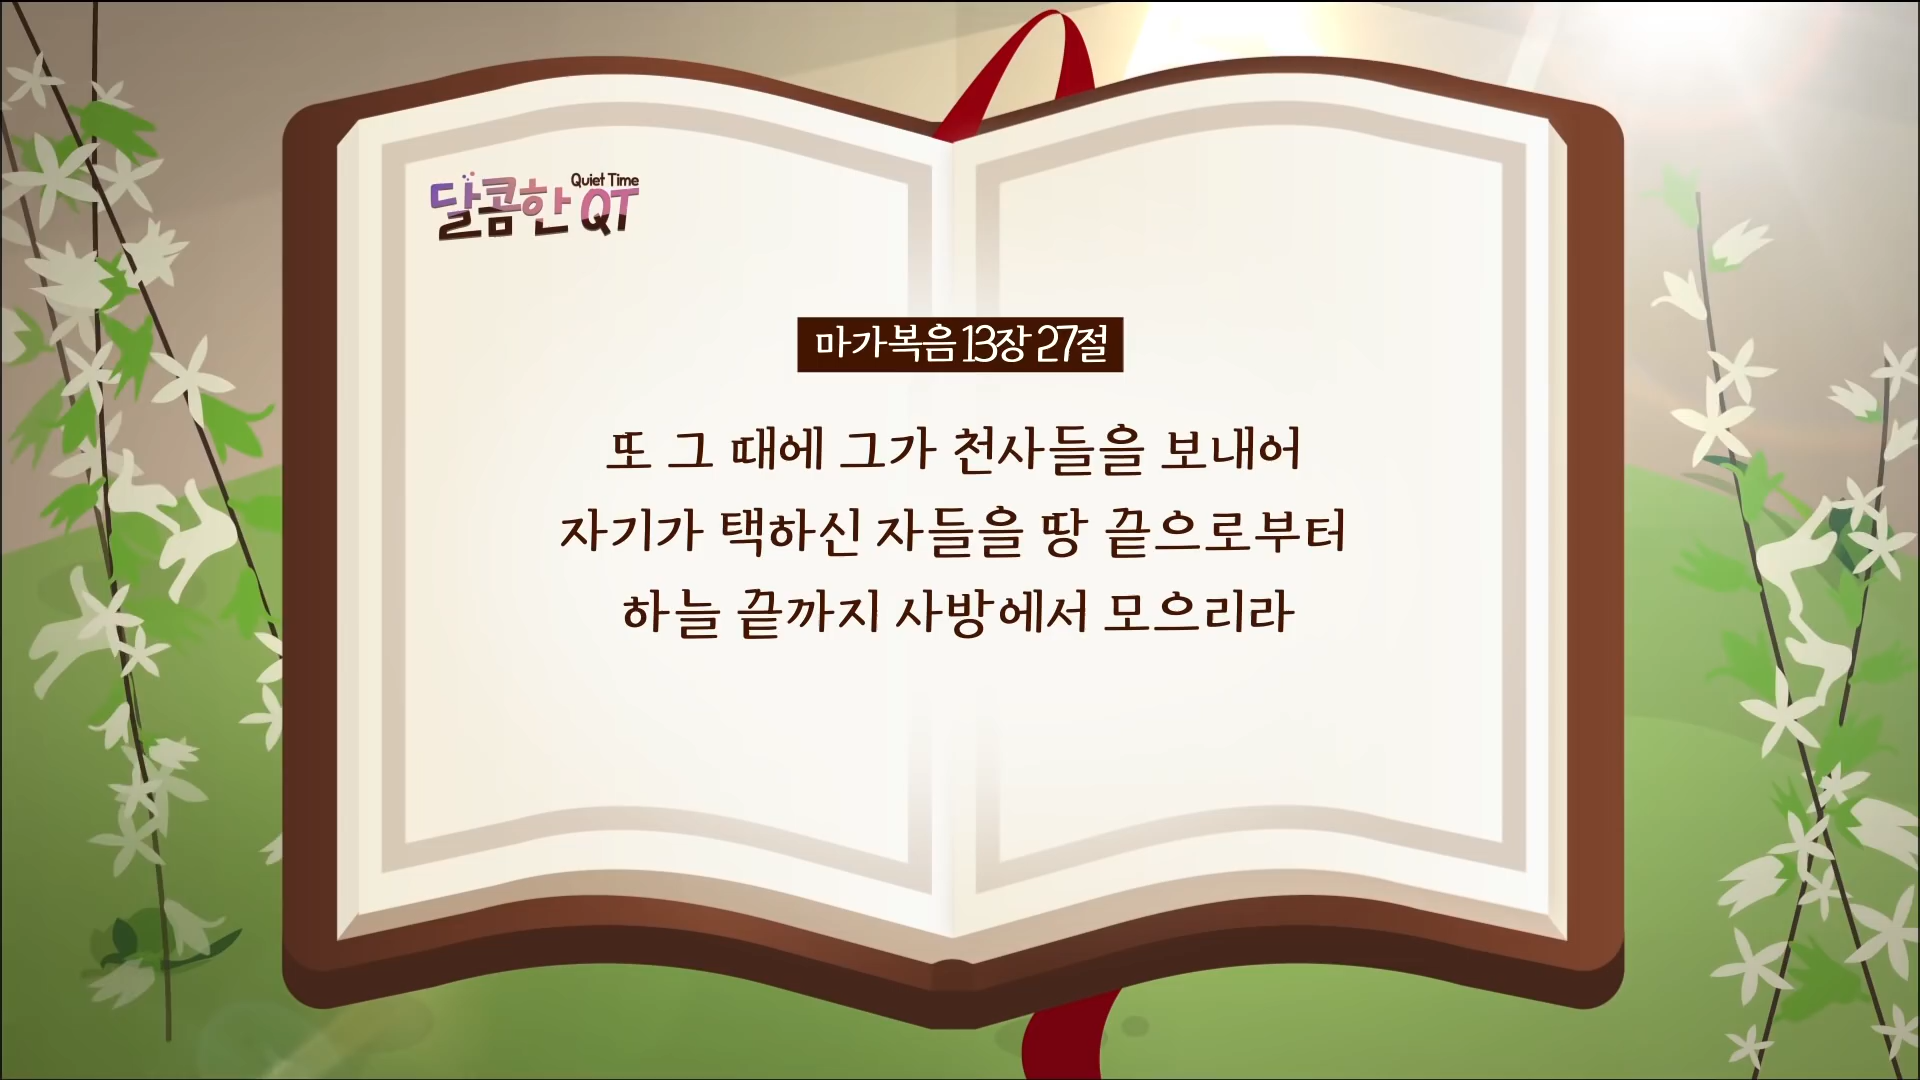 달콤한 QT
Quiet Time
마가복음 13장 27절
또 그 때에 그가 천사들을 보내어
자기가 택하신 자들을 땅 끝으로부터
하늘 끝까지 사방에서 모으리라